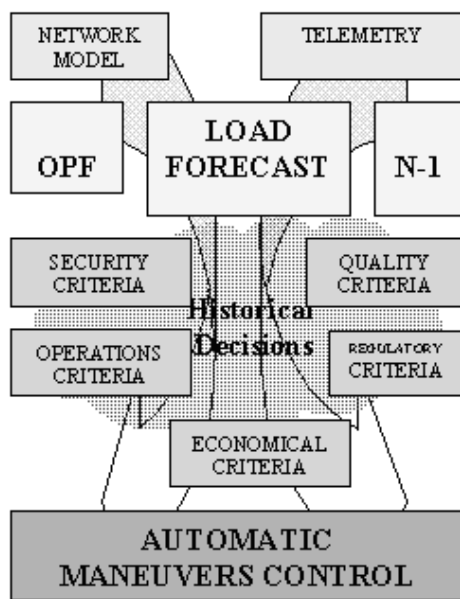 NETWORK
MODEL
TELEMETRY
OPF
LOAD
FORECAST
N-1
SECURITY
CRITERIA
QUALITY
CRITERIA
Historical
Decisions
OPERATIONS
CRITERIA
REGULATORY
CRITERIA
ECONOMICAL
CRITERIA
AUTOMATIC
MANEUVERS CONTROL